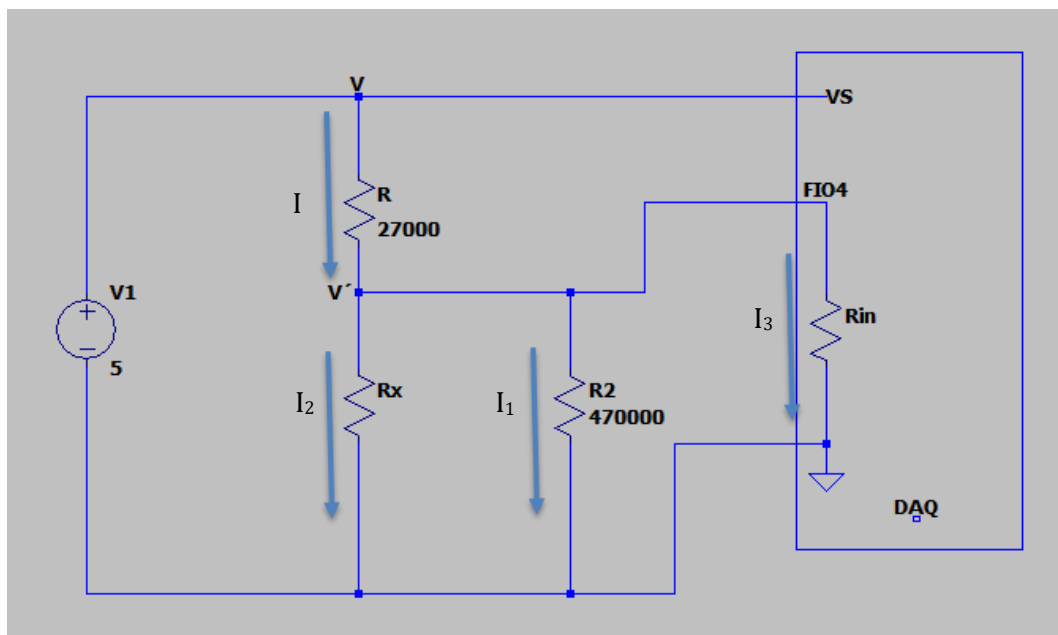 V
VS
I
R
27000
FIO4
V1
5
V´
I₃
Rin
I₂
Rx
I₁
R2
470000
DAQ